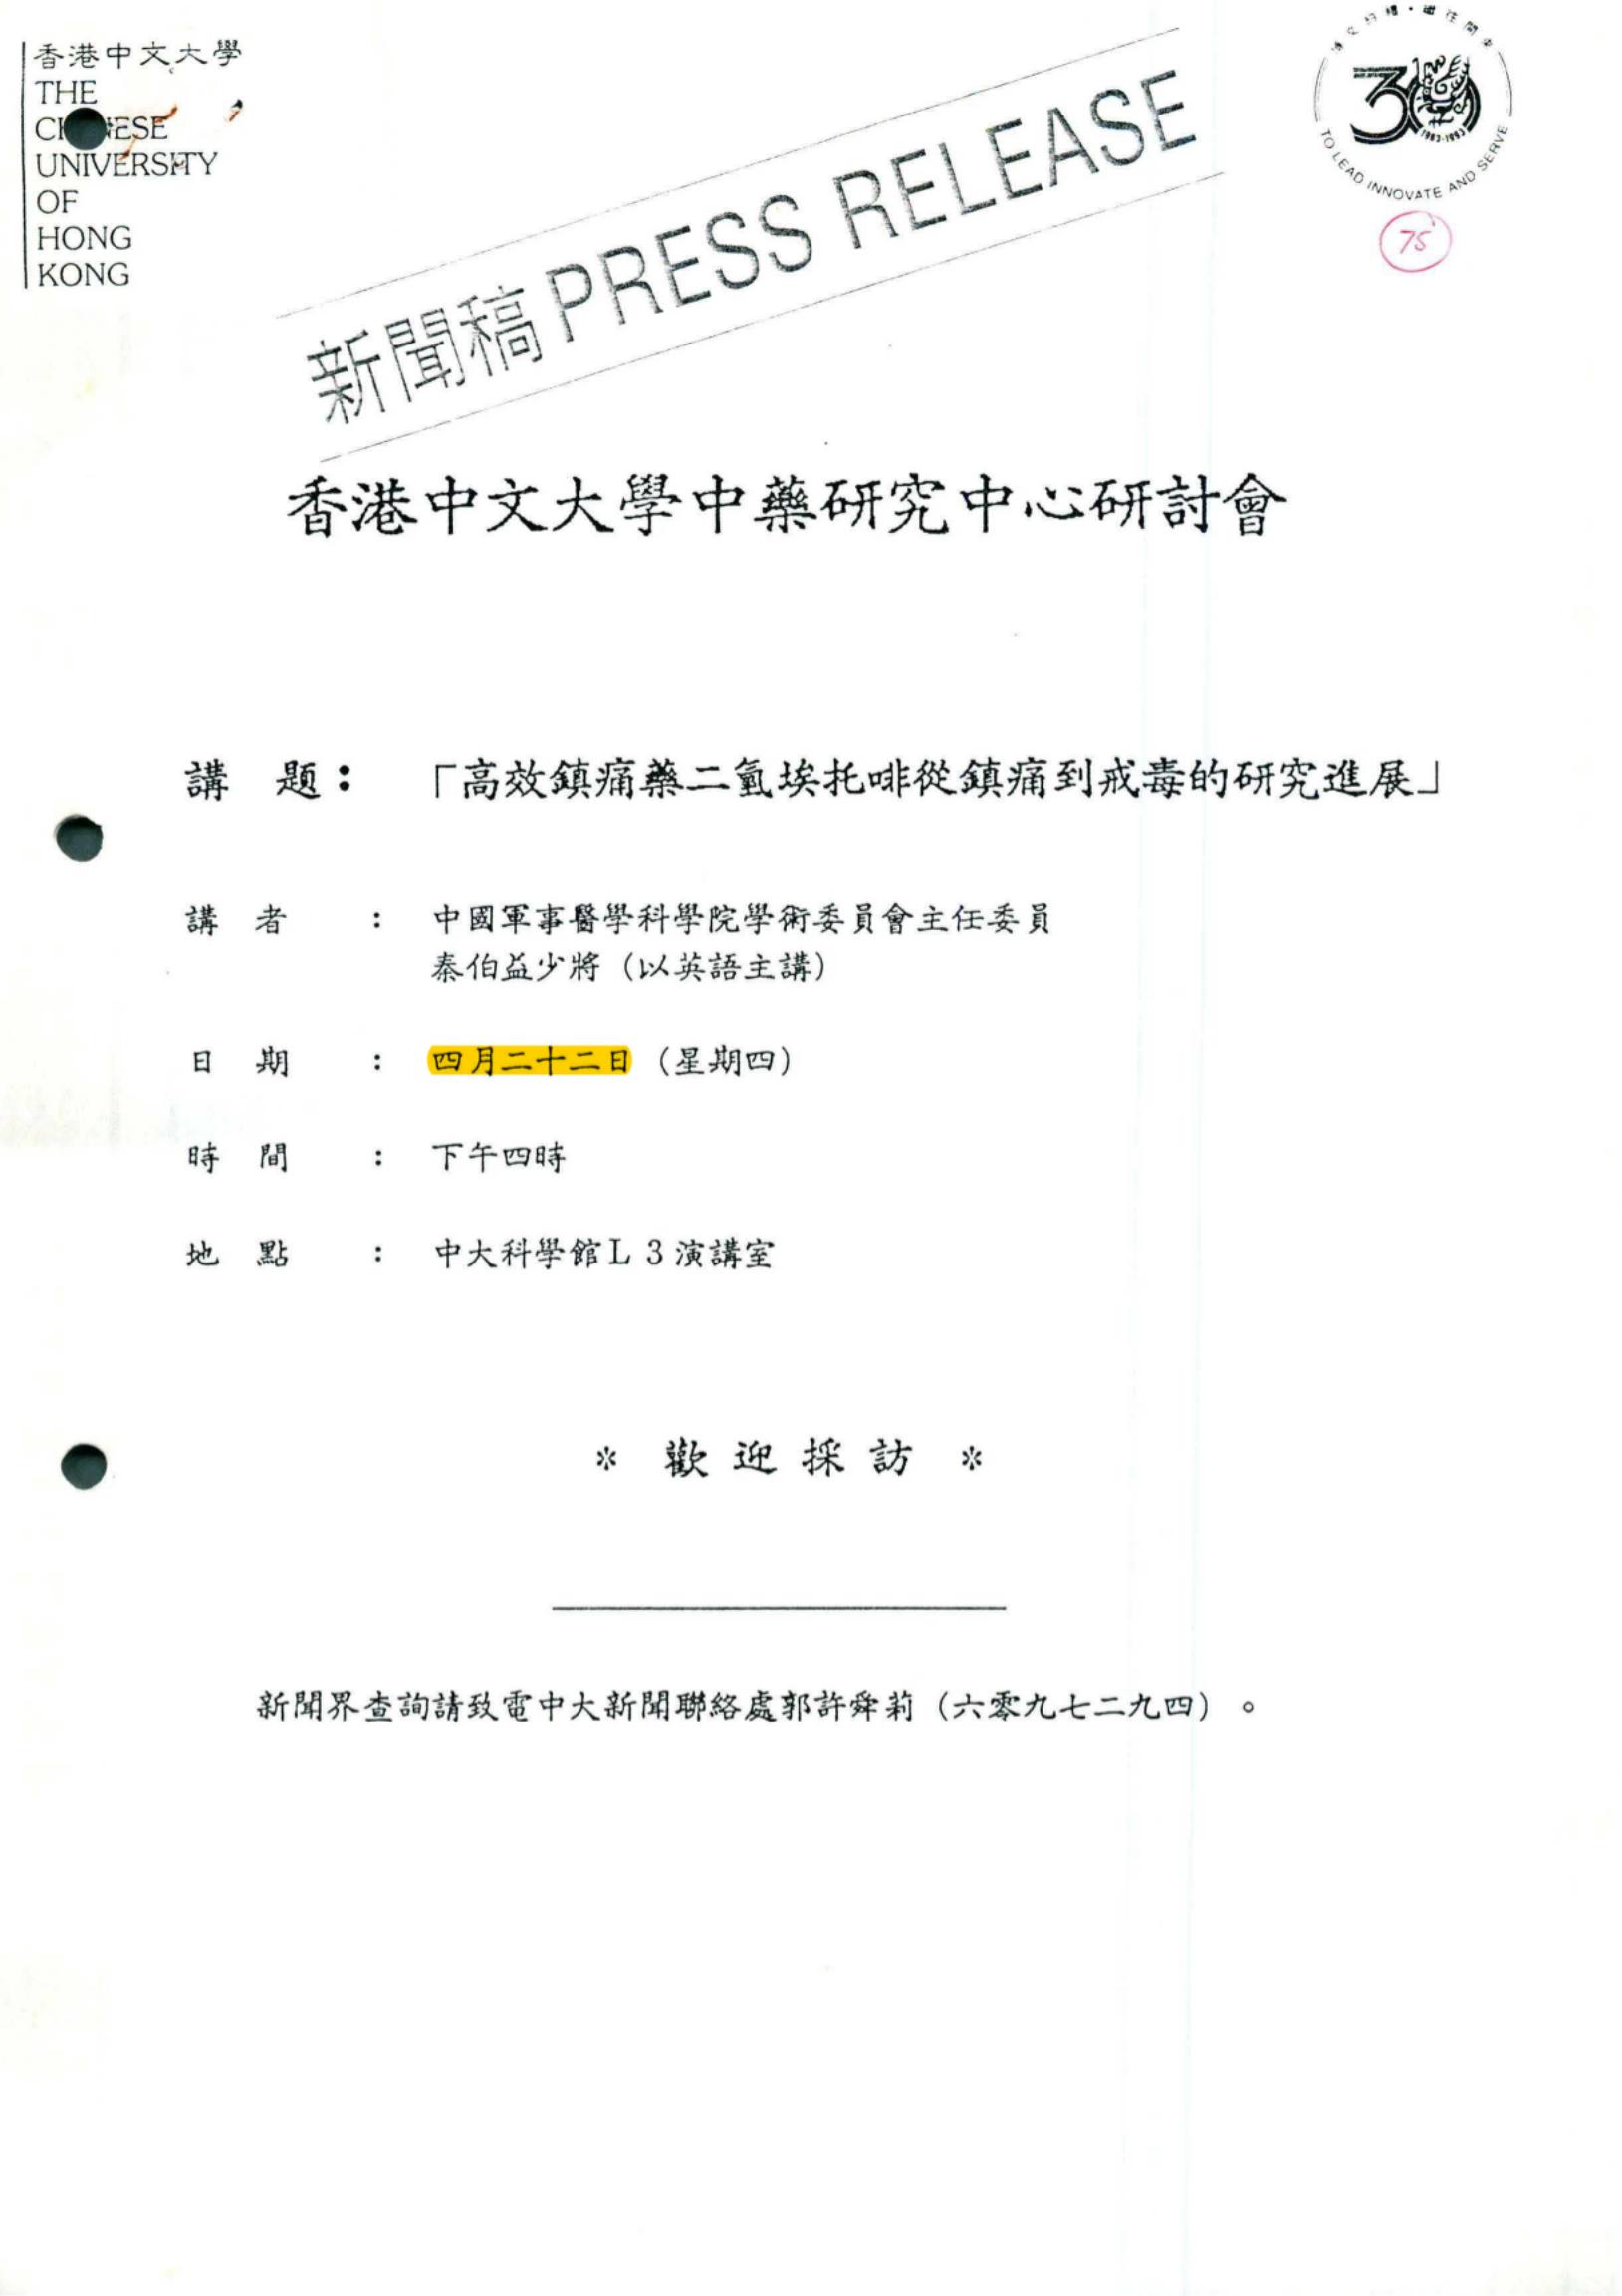 香港中文大學
THE
UNIVERSITY
OF
HONG
KONG
30
1963-1993
TO LEAD INNOVATE AND SERVE
75
新聞稿 PRESS RELEASE
香港中文大學中藥研究中心研討會
講 題：「高效鎮痛藥二氫埃托啡從鎮痛到戒毒的研究進展」
講 者 ： 中國軍事醫學科學院學術委員會主任委員
秦伯益少將（以英語主講）
日 期 ： 四月二十二日（星期四）
時 間 ： 下午四時
地 點 ： 中大科學館L3演講室
* 歡迎採訪 *
新聞界查詢請致電中大新聞聯絡處郭許舜莉（六零九七二九四）。